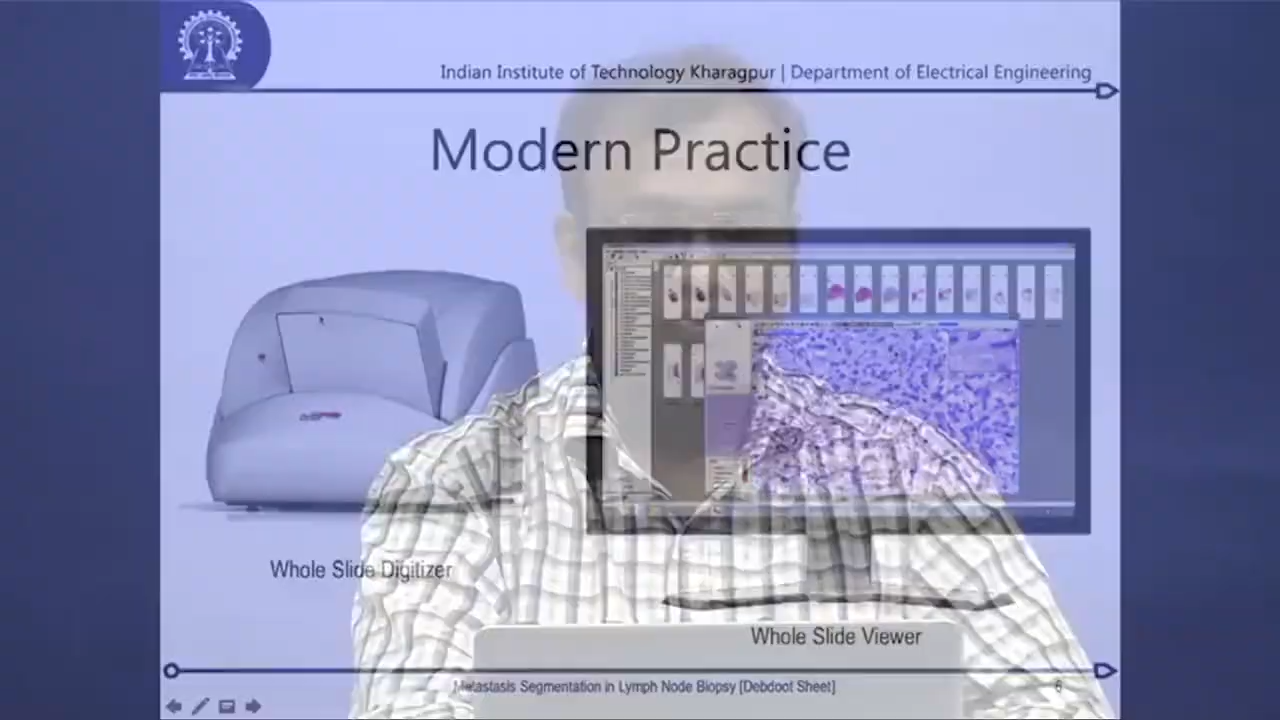 Indian Institute of Technology Kharagpur | Department of Electrical Engineering
Modern Practice
Whole Slide Digitizer
Whole Slide Viewer
Metastasis Segmentation in Lymph Node Biopsy [Debdoot Sheet]
6